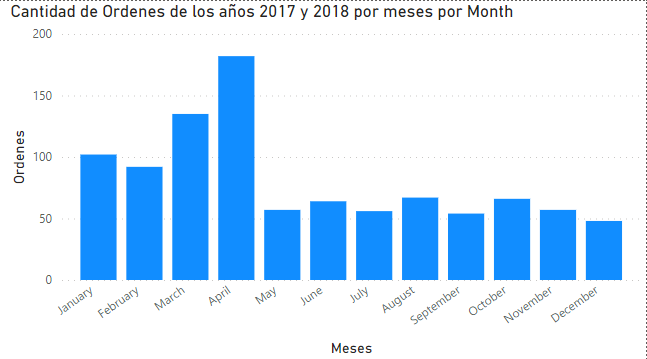 Cantidad de Ordenes de los años 2017 y 2018 por meses por Month
200
150
100
50
0
Ordenes
January
February
March
April
May
June
July
August
September
October
November
December
Meses